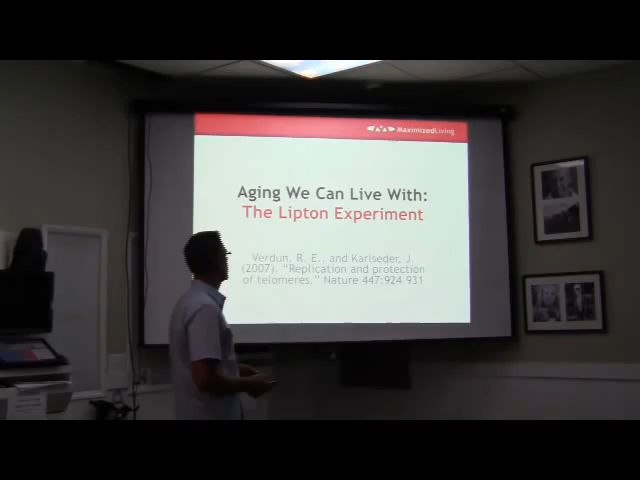 MaximizedLiving
Aging We Can Live With:
The Lipton Experiment
Verdun, R. E., and Karlseder, J.
(2007). “Replication and protection
of telomeres.” Nature 447:924-931